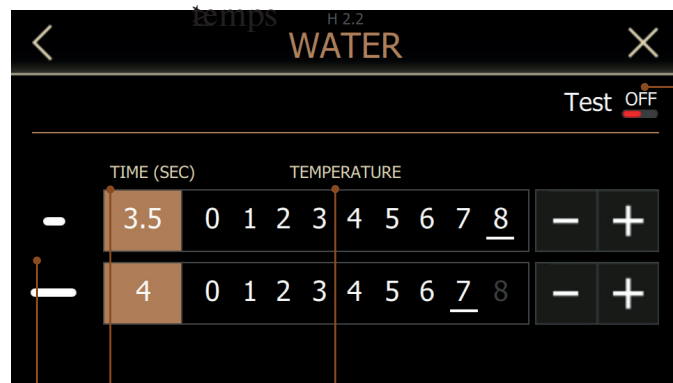 temps
H 2.2
WATER
Test OFF
TIME (SEC) TEMPERATURE
3.5 0 1 2 3 4 5 6 7 8 - +
4 0 1 2 3 4 5 6 7 8 - +